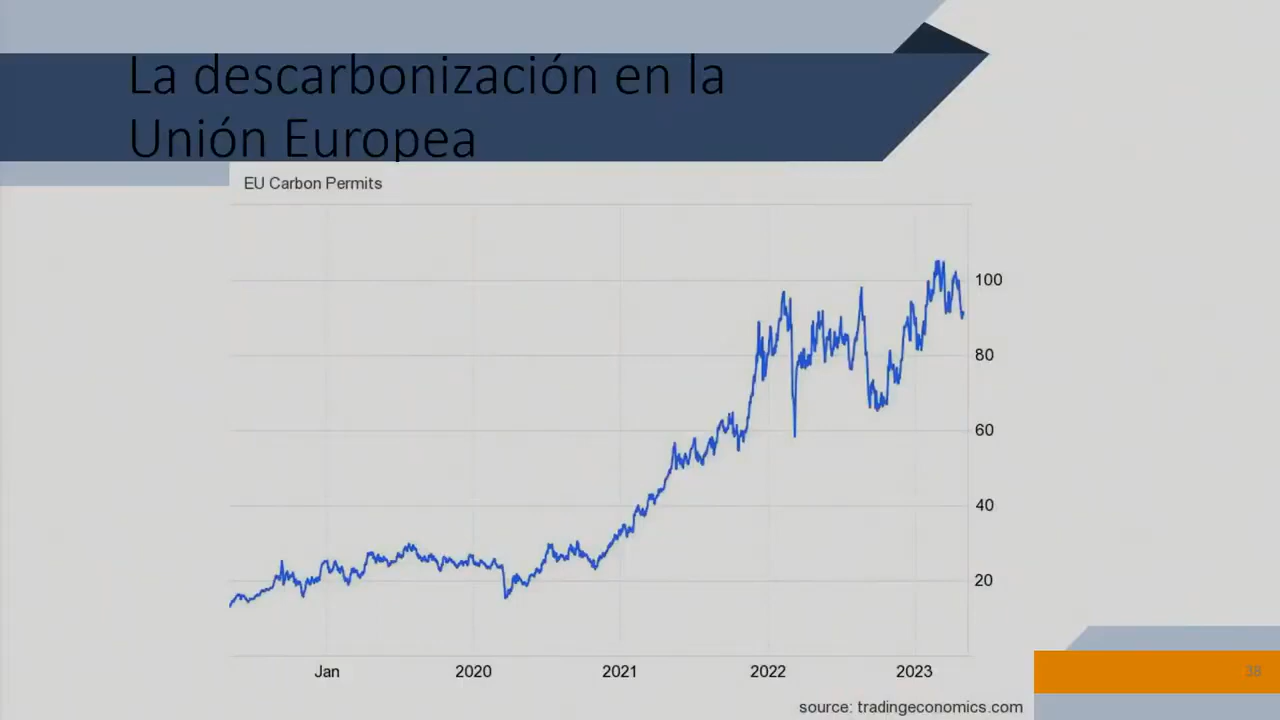 La descarbonización en la
Unión Europea
EU Carbon Permits
100
80
60
40
20
Jan 2020 2021 2022 2023
38
source: tradingeconomics.com